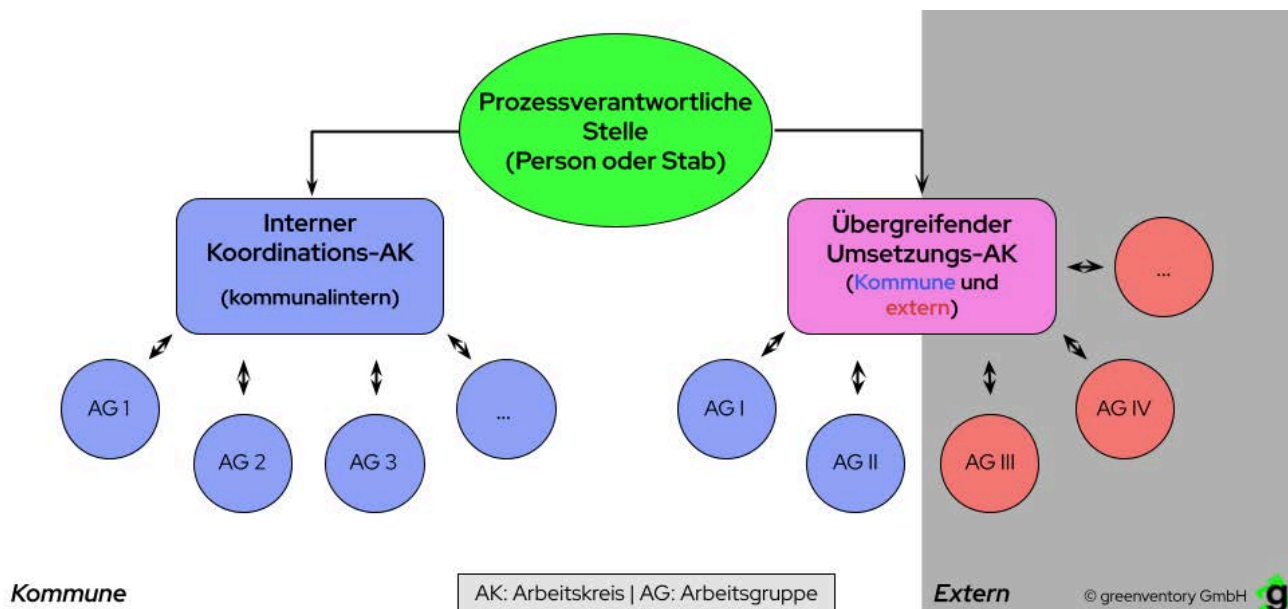 Prozessverantwortliche
Stelle
(Person oder Stab)
Interner
Koordinations-AK
(kommunalintern)
Übergreifender
Umsetzungs-AK
(Kommune und
extern)
...
AG 1
AG 2
AG 3
...
AG I
AG II
AG III
AG IV
Kommune
AK: Arbeitskreis | AG: Arbeitsgruppe
Extern
© greenventory GmbH
g